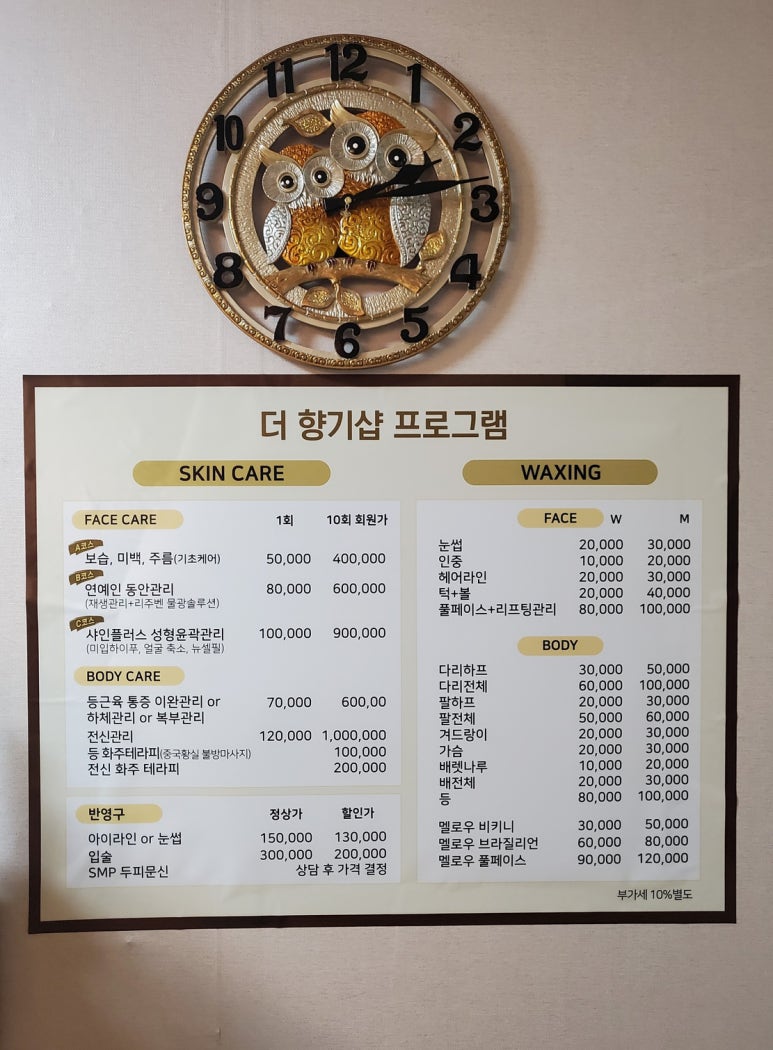 12
11
1
10
2
9
3
8
4
7
5
6
더 향기샵 프로그램
SKIN CARE
FACE CARE 1회 10회 회원가
A코스
보습, 미백, 주름(기초케어) 50,000 400,000
B코스
연예인 동안관리 80,000 600,000
(재생관리+리주벤 물광솔루션)
C코스
샤인플러스 성형윤곽관리 100,000 900,000
(미입하이푸, 얼굴 축소, 뉴셀필)
BODY CARE
등근육 통증 이완관리 or 70,000 600,00
하체관리 or 복부관리
전신관리 120,000 1,000,000
등 화주테라피(중국황실 불방마사지) 100,000
전신 화주 테라피 200,000
반영구 정상가 할인가
아이라인 or 눈썹 150,000 130,000
입술 300,000 200,000
SMP 두피문신 상담 후 가격 결정
WAXING
FACE W M
눈썹 20,000 30,000
인중 10,000 20,000
헤어라인 20,000 30,000
턱+볼 20,000 40,000
풀페이스+리프팅관리 80,000 100,000
BODY
다리하프 30,000 50,000
다리전체 60,000 100,000
팔하프 20,000 30,000
팔전체 50,000 60,000
겨드랑이 20,000 30,000
가슴 20,000 30,000
배렛나루 10,000 20,000
배전체 20,000 30,000
등 80,000 100,000
멜로우 비키니 30,000 50,000
멜로우 브라질리언 60,000 80,000
멜로우 풀페이스 90,000 120,000
부가세 10%별도